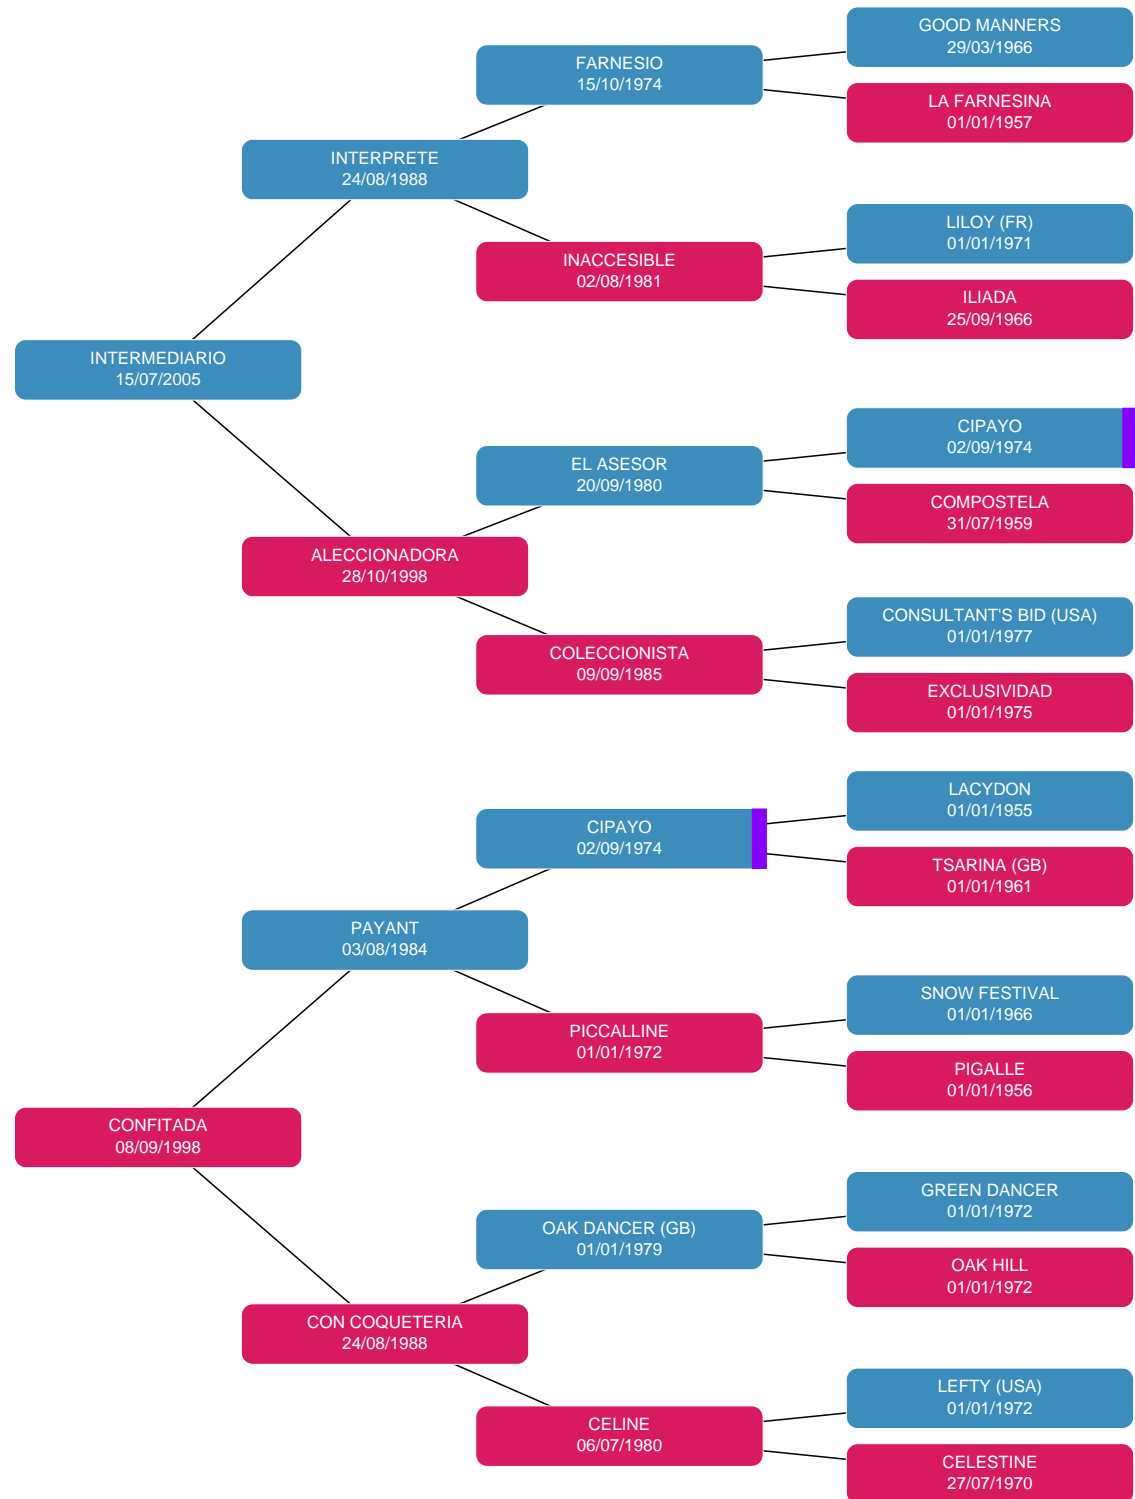 GOOD MANNERS
29/03/1966
FARNESIO
15/10/1974
LA FARNESINA
01/01/1957
INTERPRETE
24/08/1988
LILOY (FR)
01/01/1971
INACCESIBLE
02/08/1981
ILIADA
25/09/1966
INTERMEDIARIO
15/07/2005
CIPAYO
02/09/1974
EL ASESOR
20/09/1980
COMPOSTELA
31/07/1959
ALECCIONADORA
28/10/1998
CONSULTANT'S BID (USA)
01/01/1977
COLECCIONISTA
09/09/1985
EXCLUSIVIDAD
01/01/1975
LACYDON
01/01/1955
CIPAYO
02/09/1974
TSARINA (GB)
01/01/1961
PAYANT
03/08/1984
SNOW FESTIVAL
01/01/1966
PICCALLINE
01/01/1972
PIGALLE
01/01/1956
CONFITADA
08/09/1998
GREEN DANCER
01/01/1972
OAK DANCER (GB)
01/01/1979
OAK HILL
01/01/1972
CON COQUETERIA
24/08/1988
LEFTY (USA)
01/01/1972
CELINE
06/07/1980
CELESTINE
27/07/1970